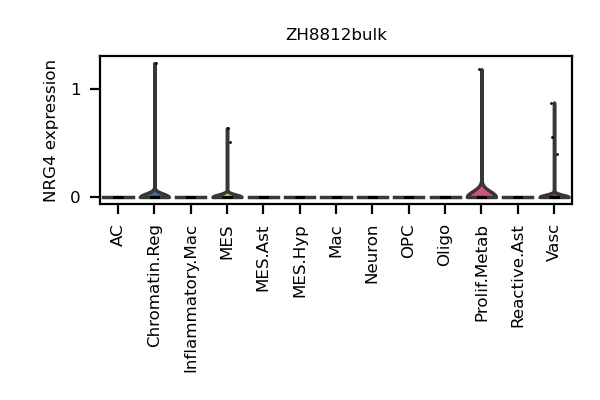 ZH8812bulk
NRG4 expression
1
0
AC
Chromatin.Reg
Inflammatory.Mac
MES
MES.Ast
MES.Hyp
Mac
Neuron
OPC
Oligo
Prolif.Metab
Reactive.Ast
Vasc